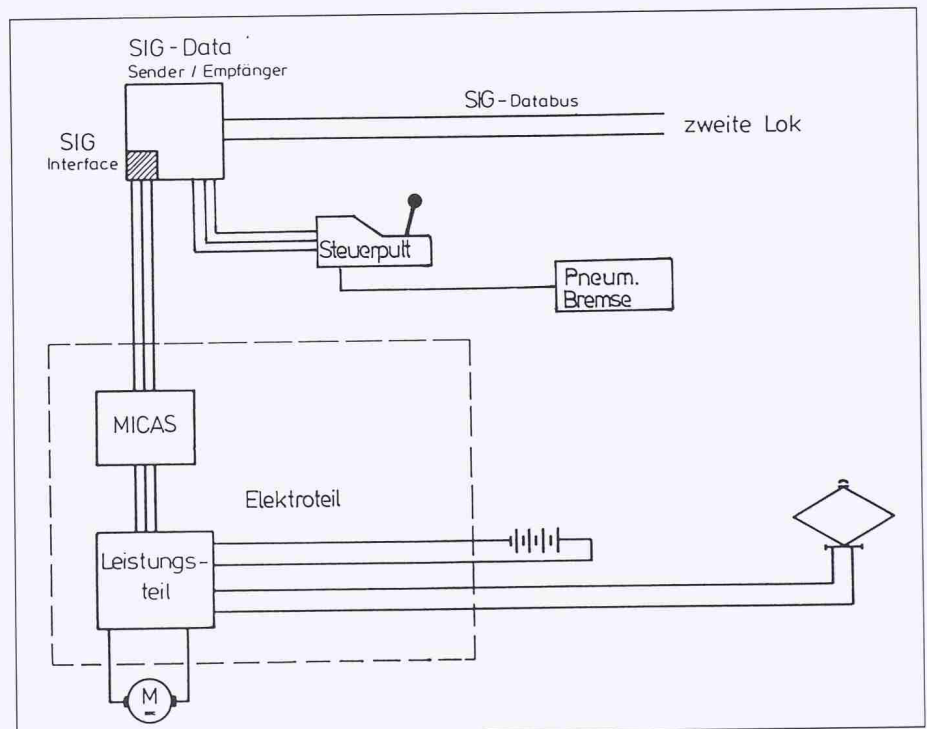 SIG-Data
Sender / Empfänger
SIG-Databus
zweite Lok
SIG
Interface
Steuerpult
Pneum.
Bremse
MICAS
Elektroteil
Leistungs-
teil
M